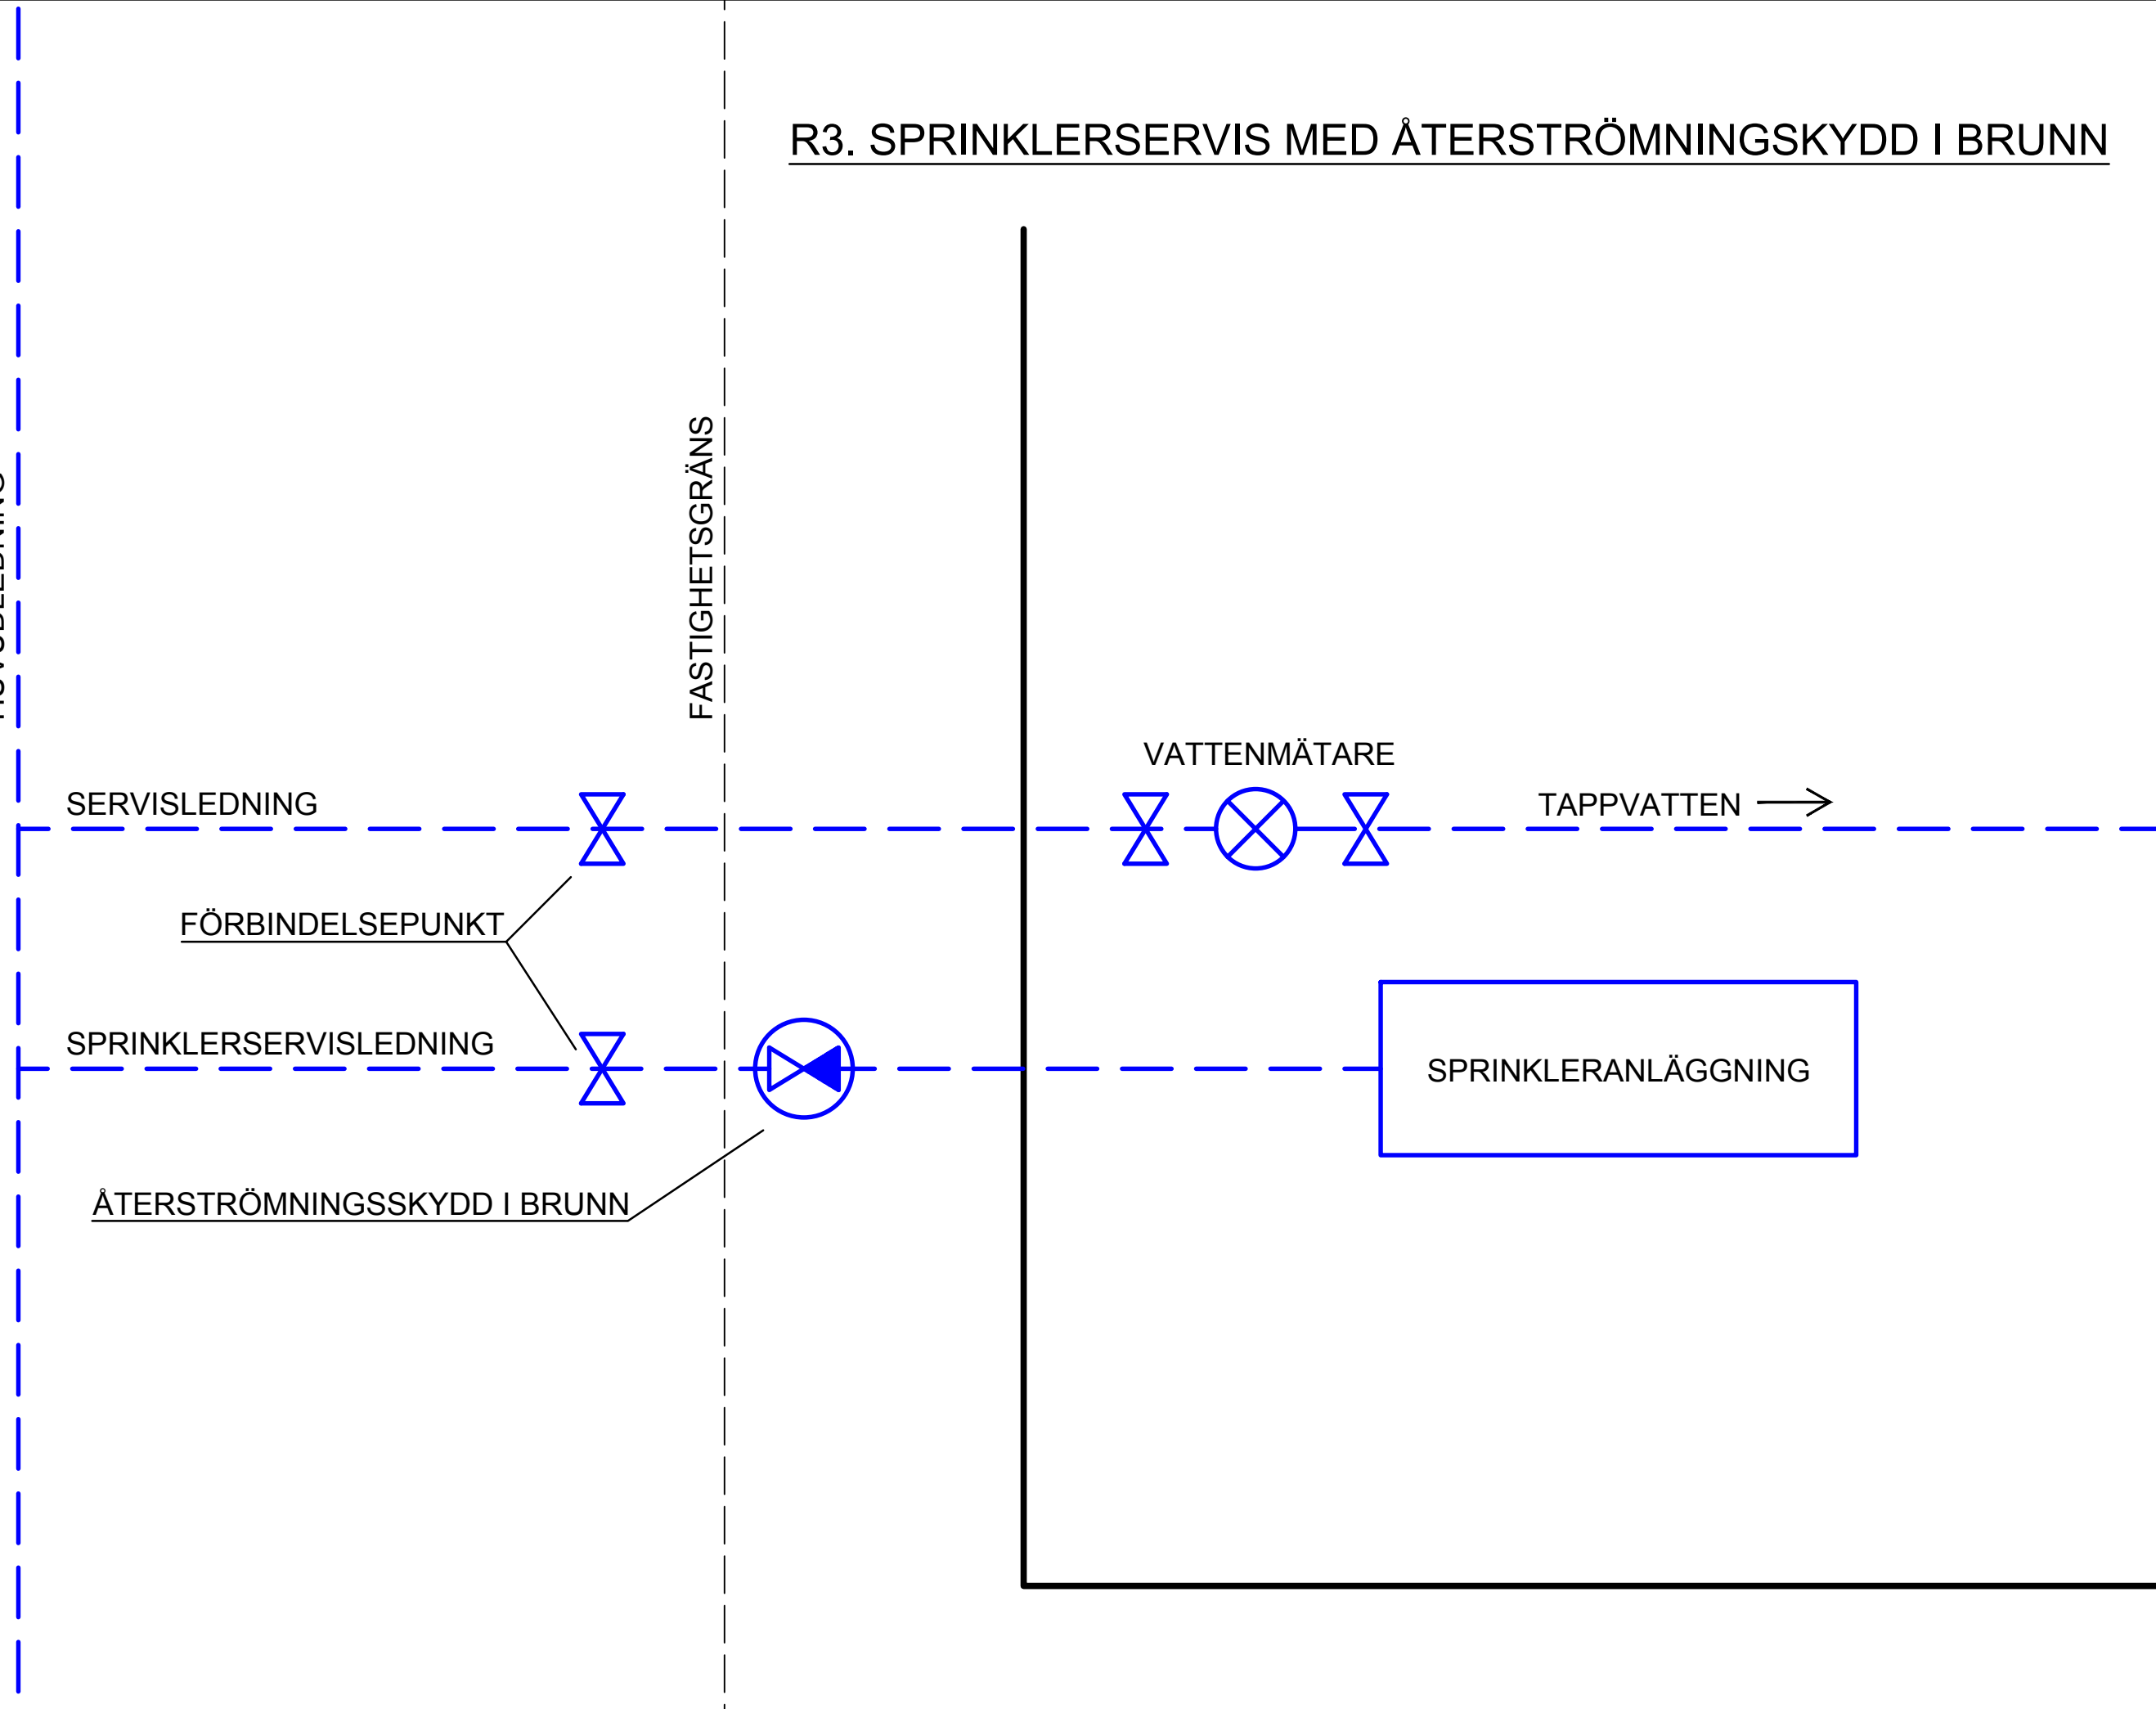 R3. SPRINKLERSERVIS MED ÅTERSTRÖMNINGSKYDD I BRUNN
FASTIGHETSGRÄNS
VATTENMÄTARE
SERVISLEDNING
TAPPVATTEN
FÖRBINDELSEPUNKT
SPRINKLERSERVISLEDNING
SPRINKLERANLÄGGNING
ÅTERSTRÖMNINGSSKYDD I BRUNN